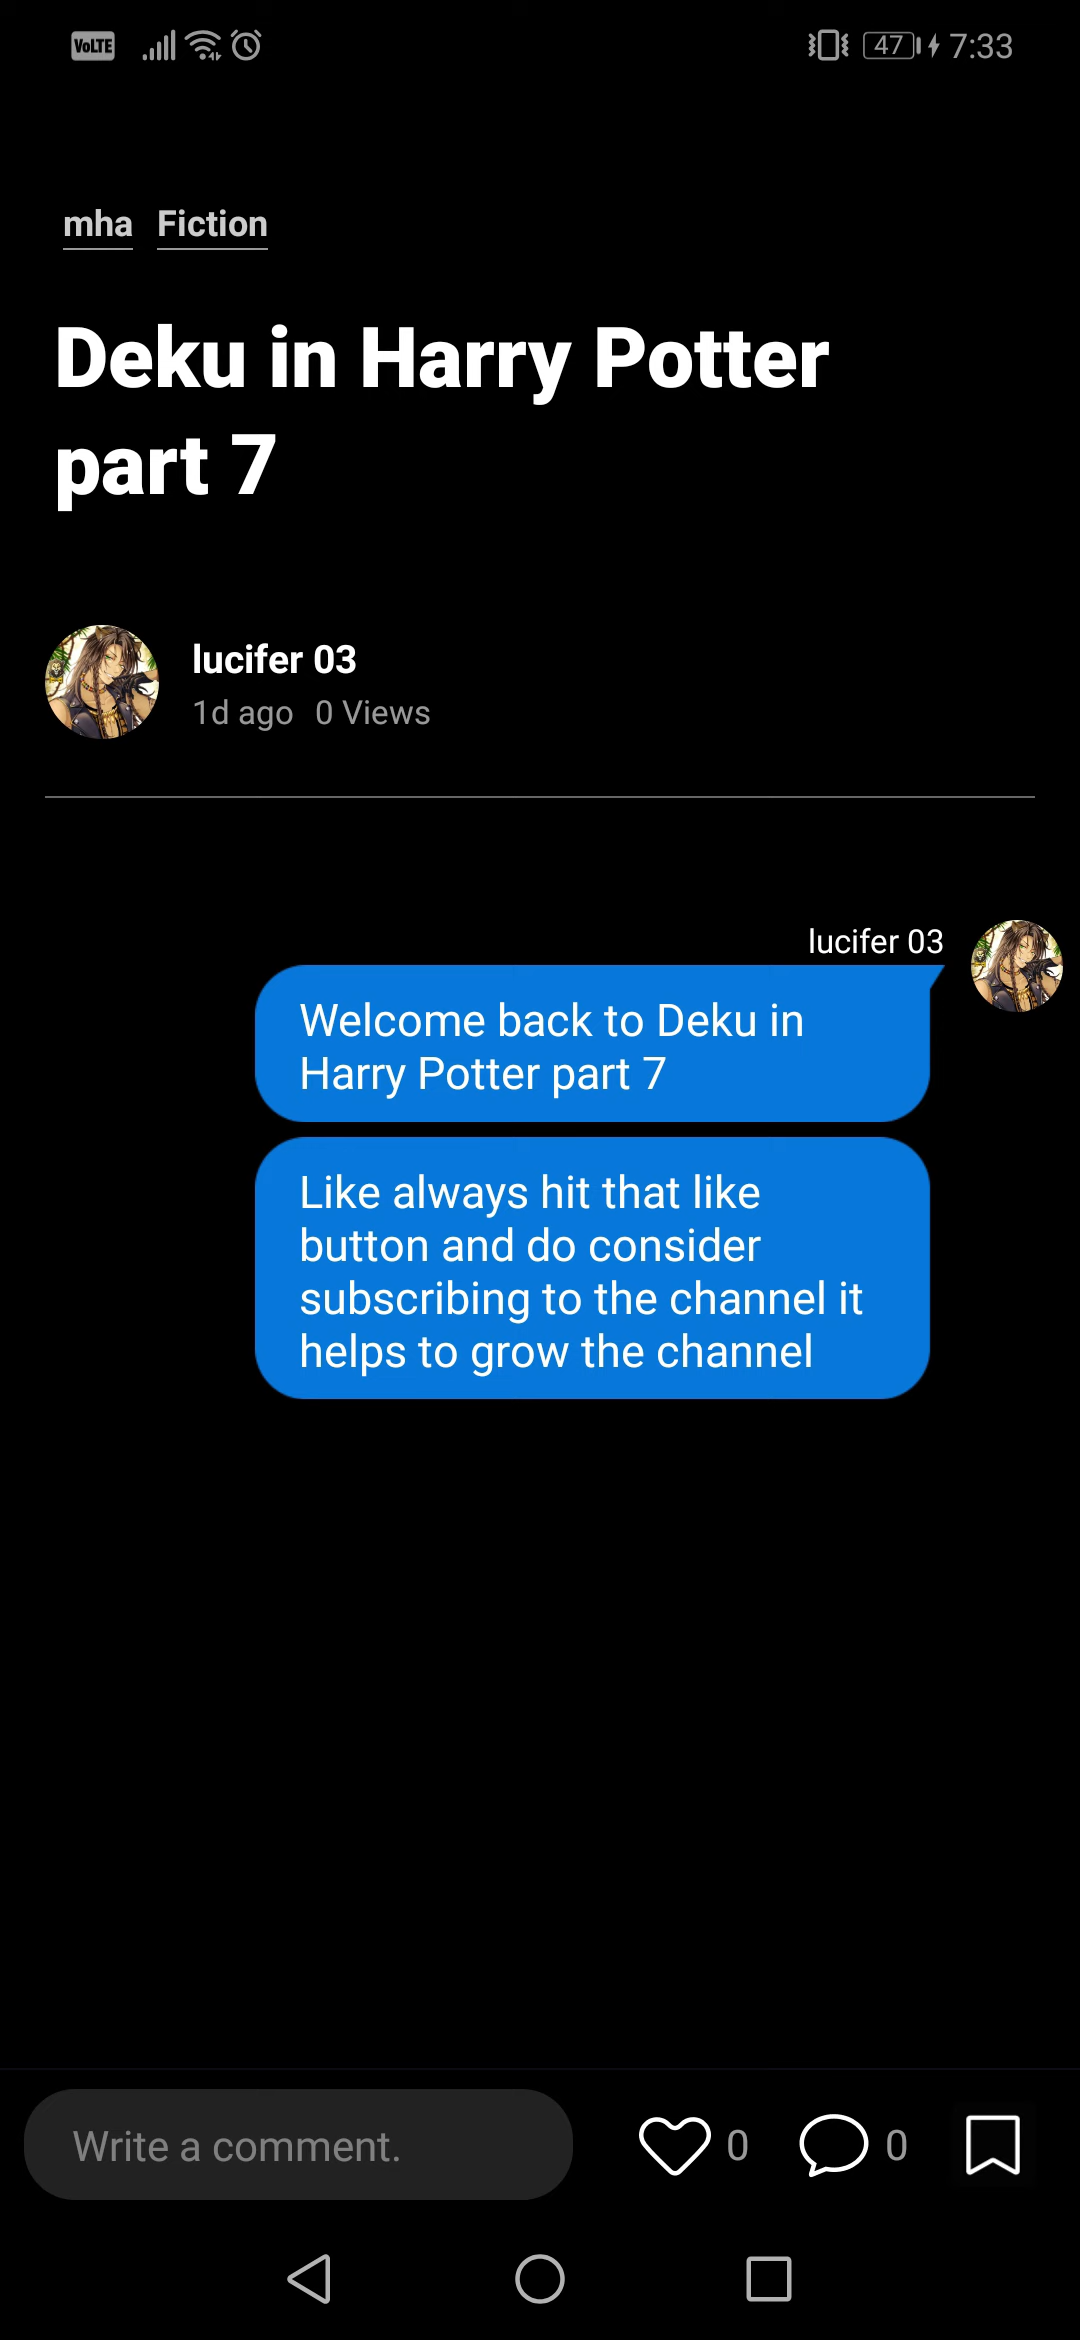 VoLTE 47 7:33
mha Fiction
Deku in Harry Potter
part 7
lucifer 03
1d ago 0 Views
lucifer 03
Welcome back to Deku in
Harry Potter part 7
Like always hit that like
button and do consider
subscribing to the channel it
helps to grow the channel
Write a comment. 0 0